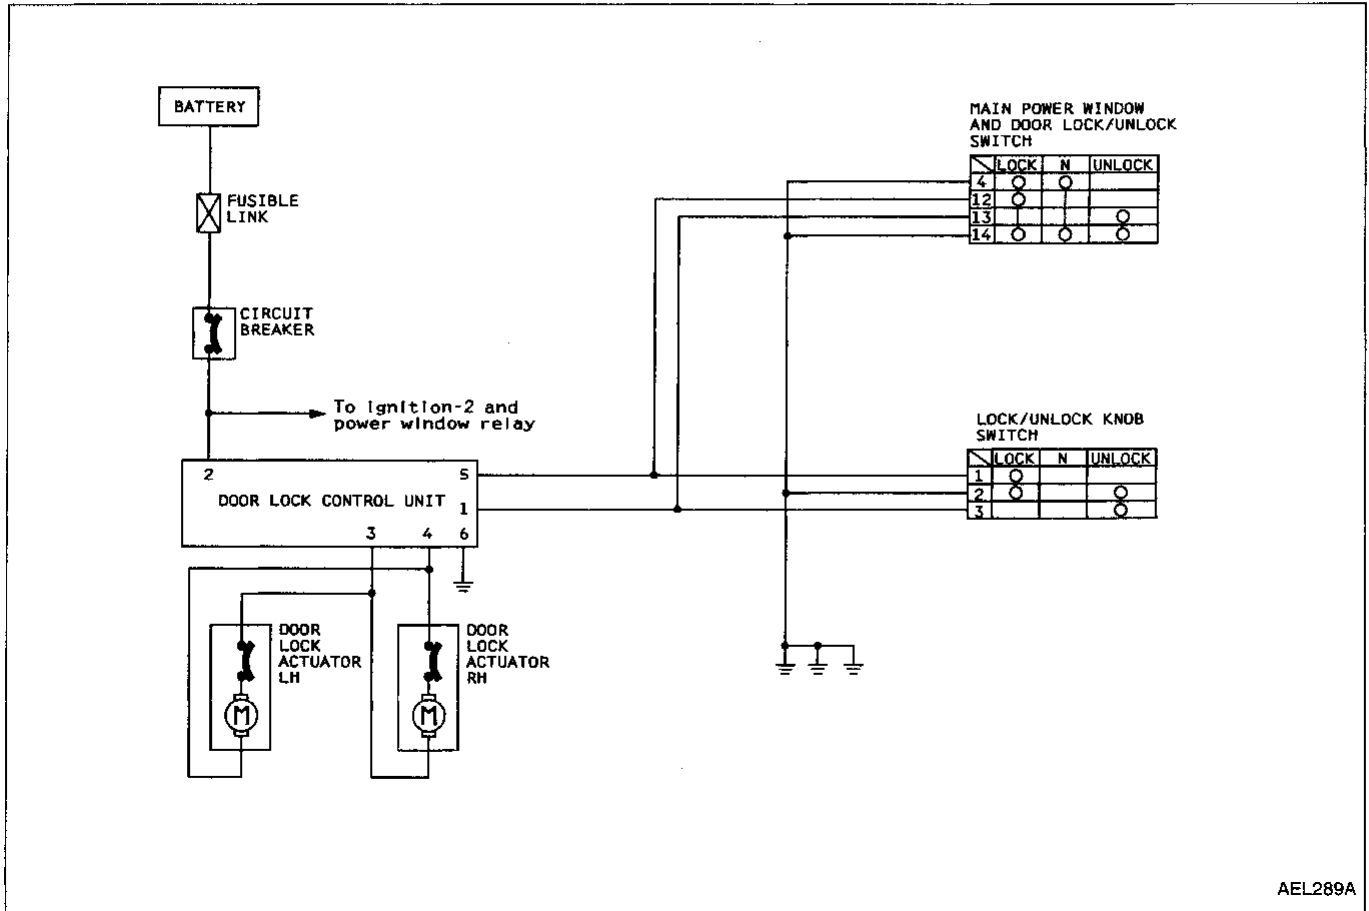 BATTERY
FUSIBLE
LINK
CIRCUIT
BREAKER
To ignition-2 and
power window relay
MAIN POWER WINDOW
AND DOOR LOCK/UNLOCK
SWITCH
LOCK N UNLOCK
4
12
13
14
LOCK/UNLOCK KNOB
SWITCH
LOCK N UNLOCK
1
2
3
2 5
DOOR LOCK CONTROL UNIT 1
3 4 6
DOOR
LOCK
ACTUATOR
LH
M
DOOR
LOCK
ACTUATOR
RH
M
AEL289A